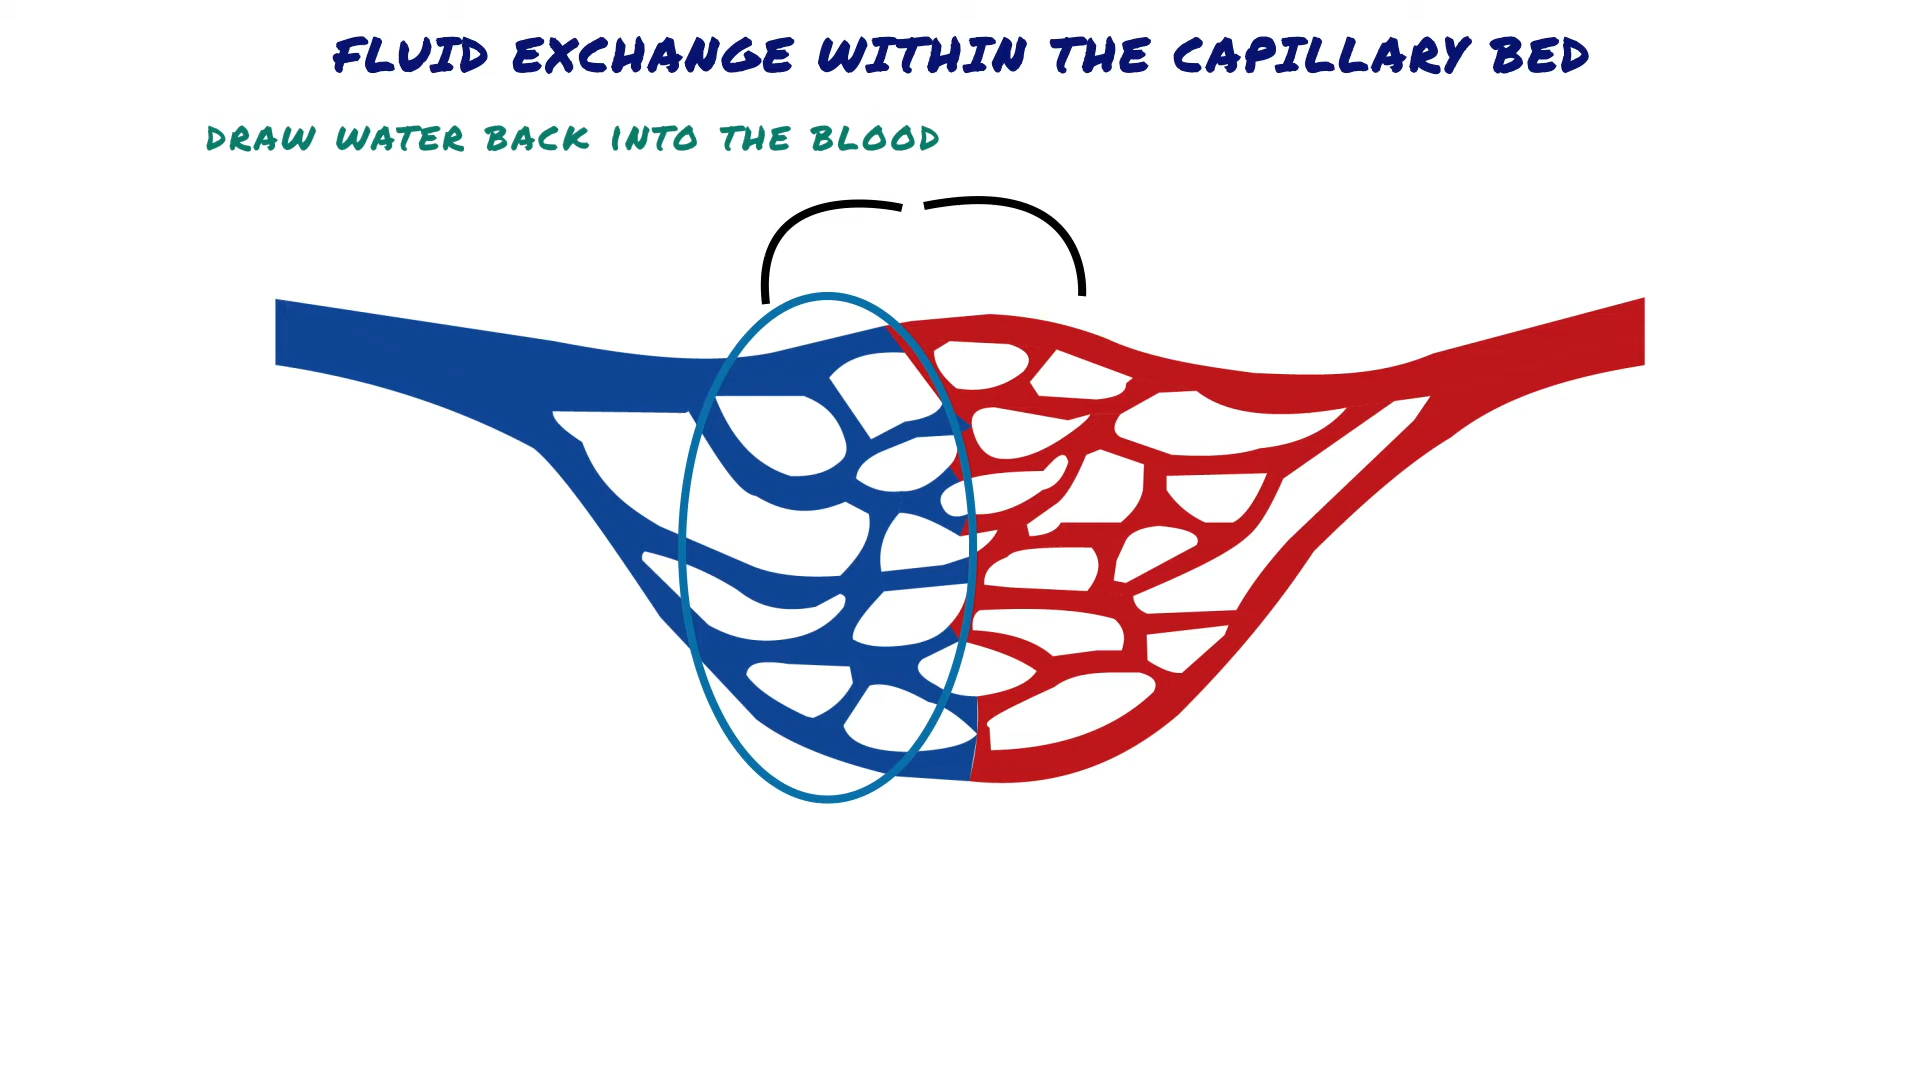 FLUID EXCHANGE WITHIN THE CAPILLARY BED
DRAW WATER BACK INTO THE BLOOD